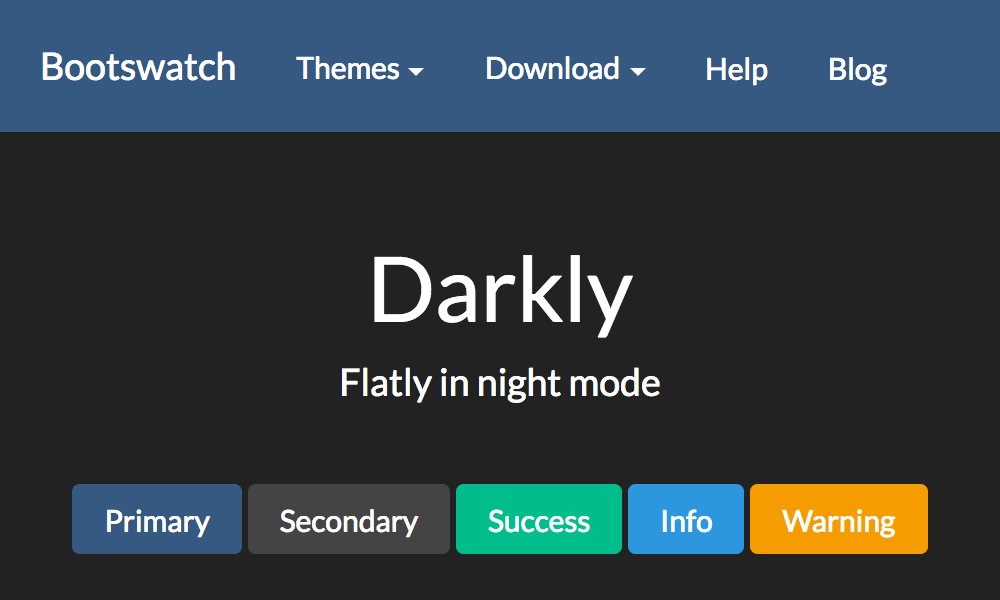 Bootswatch Themes Download Help Blog
Darkly
Flatly in night mode
Primary Secondary Success Info Warning